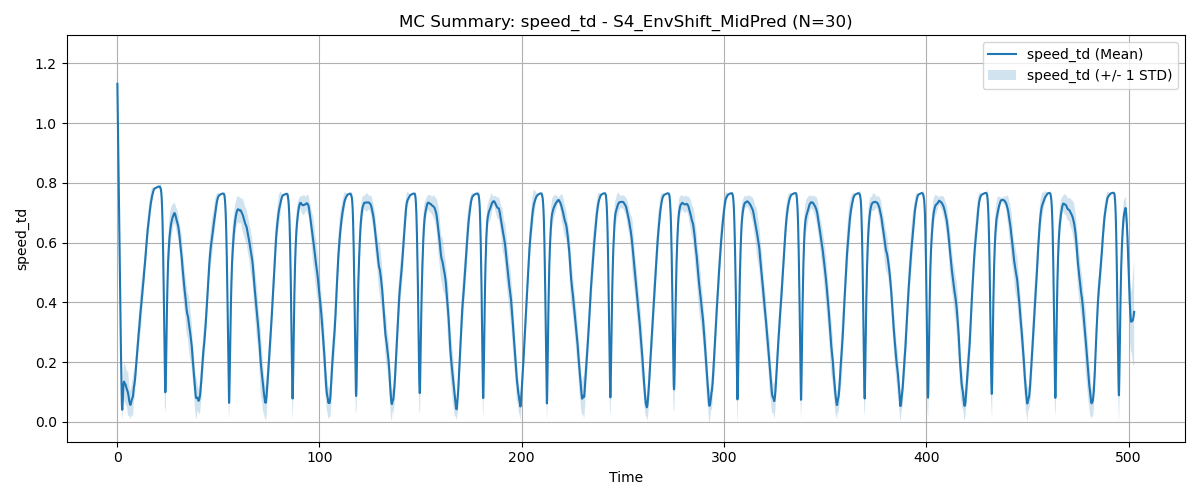 MC Summary: speed_td - S4_EnvShift_MidPred (N=30)
speed_td (Mean)
speed_td (+/- 1 STD)
speed_td
1.2
1.0
0.8
0.6
0.4
0.2
0.0
0 100 200 300 400 500
Time